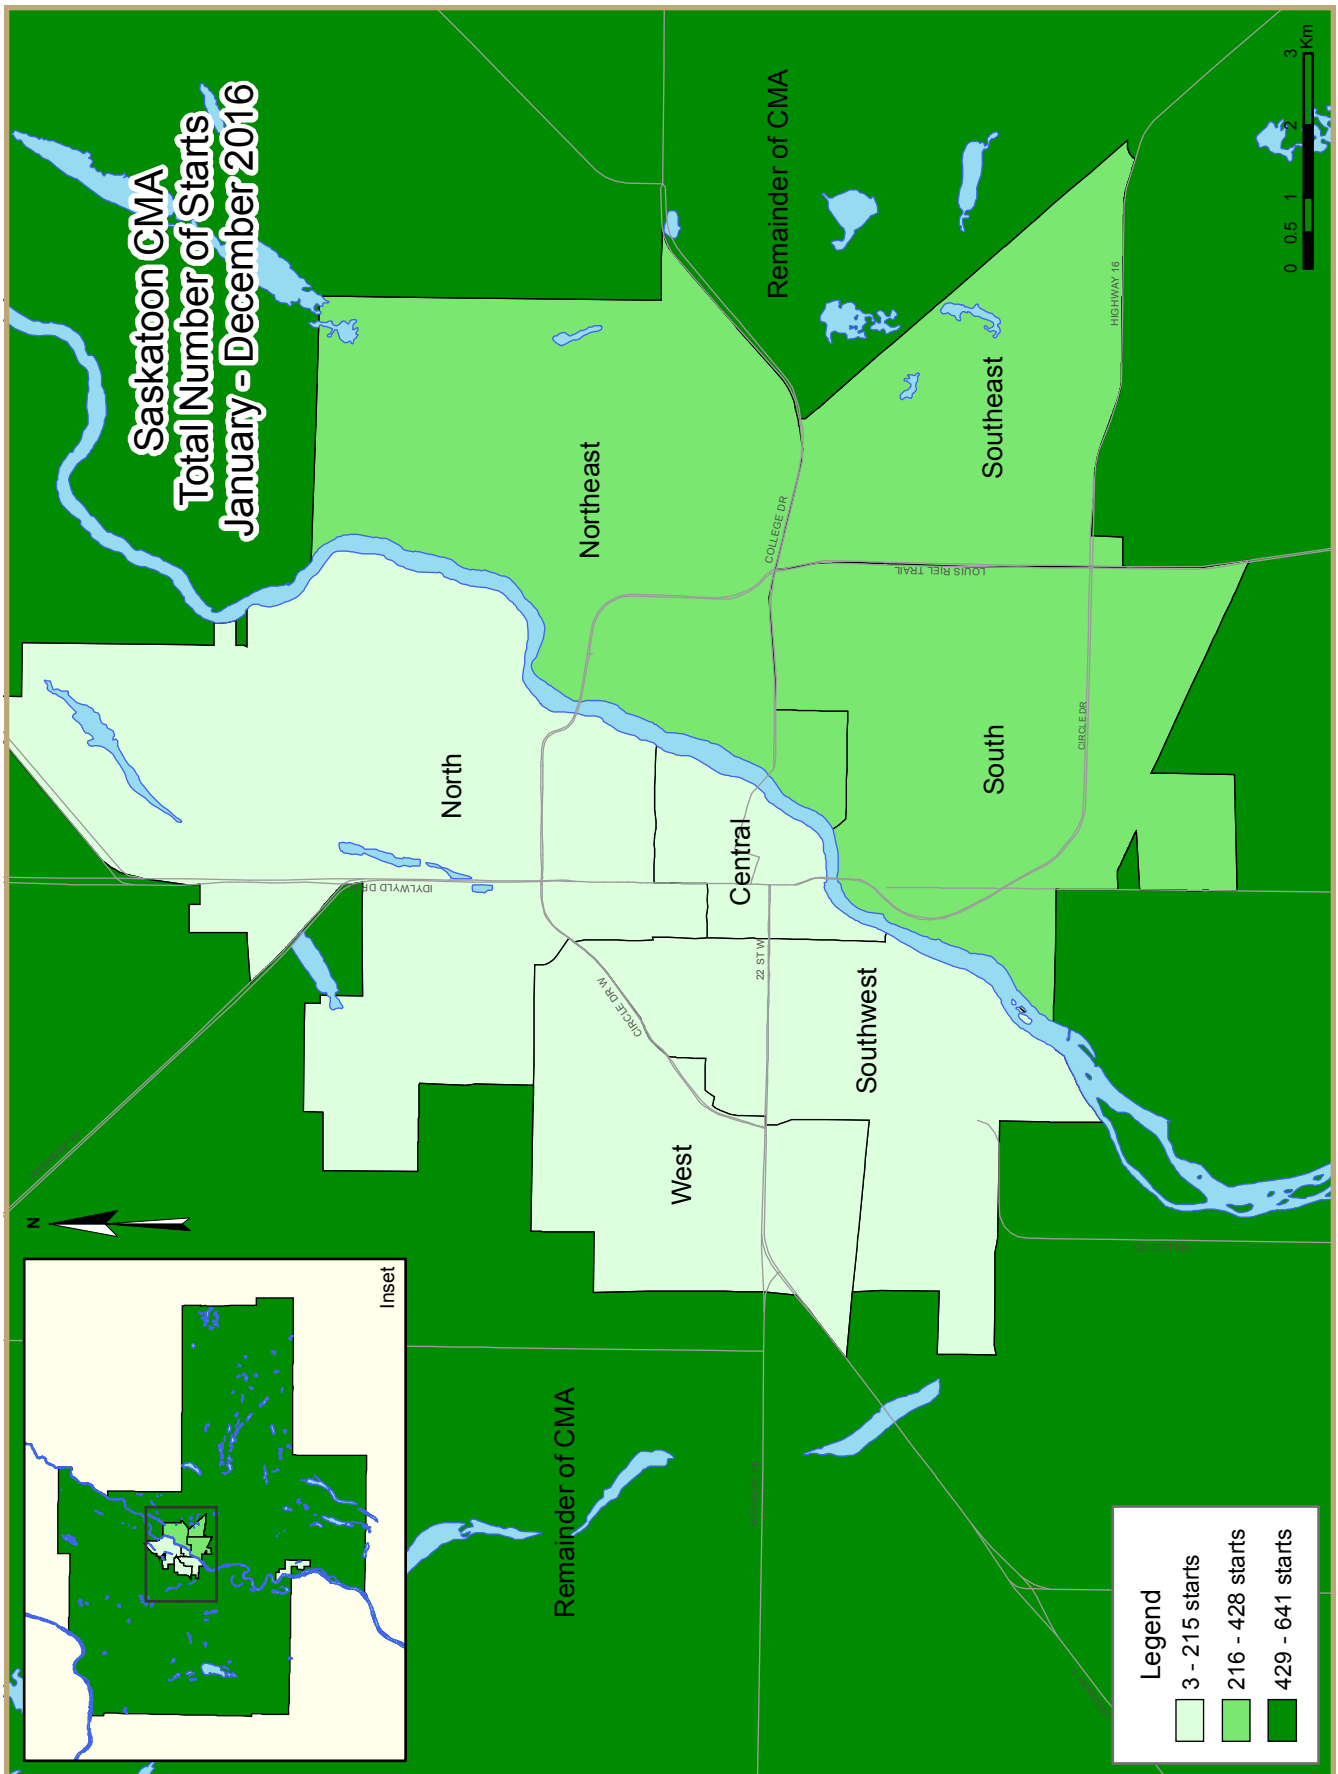 Saskatoon CMA
Total Number of Starts
January - December 2016
N
Inset
Remainder of CMA
Remainder of CMA
North
Northeast
Central
West
Southwest
South
Southeast
IDYLWYLD DR
CIRCLE DR W
22 ST W
COLLEGE DR
LOUIS RIEL TRAIL
CIRCLE DR
HIGHWAY 16
Legend
3 - 215 starts
216 - 428 starts
429 - 641 starts
0 0.5 1 2 3
Km